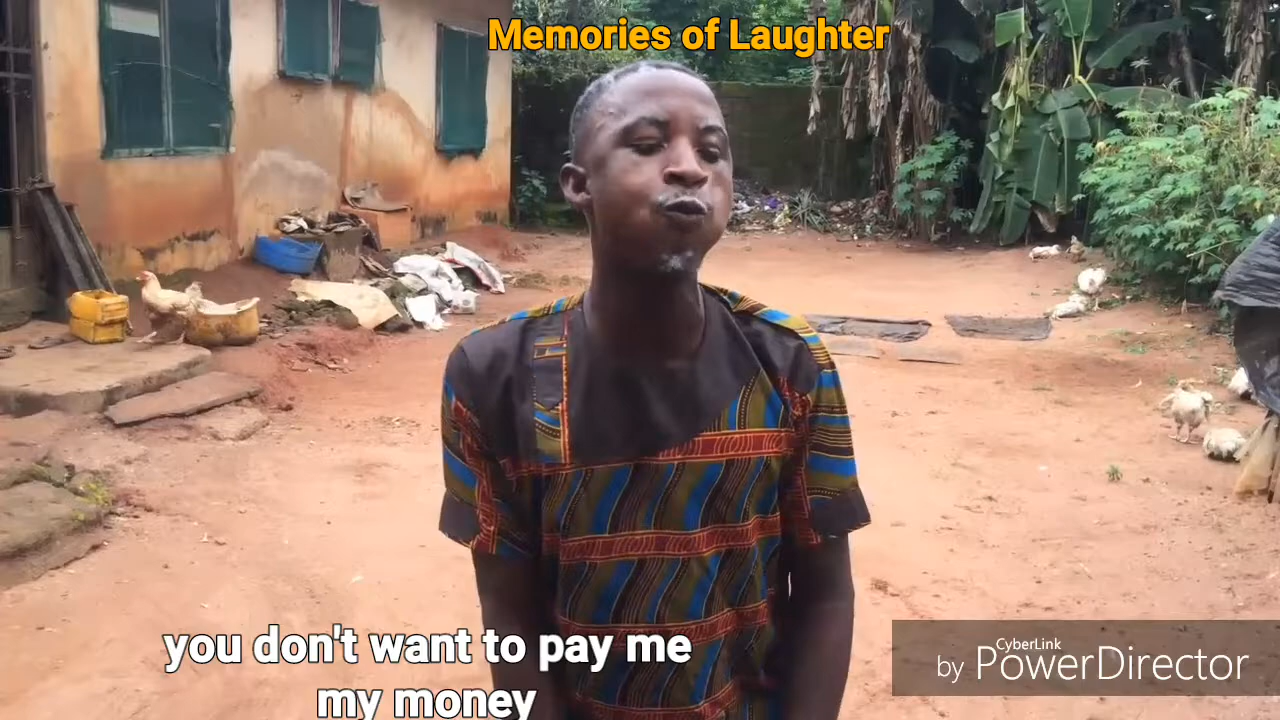 Memories of Laughter
you don't want to pay me
my money
CyberLink
by PowerDirector